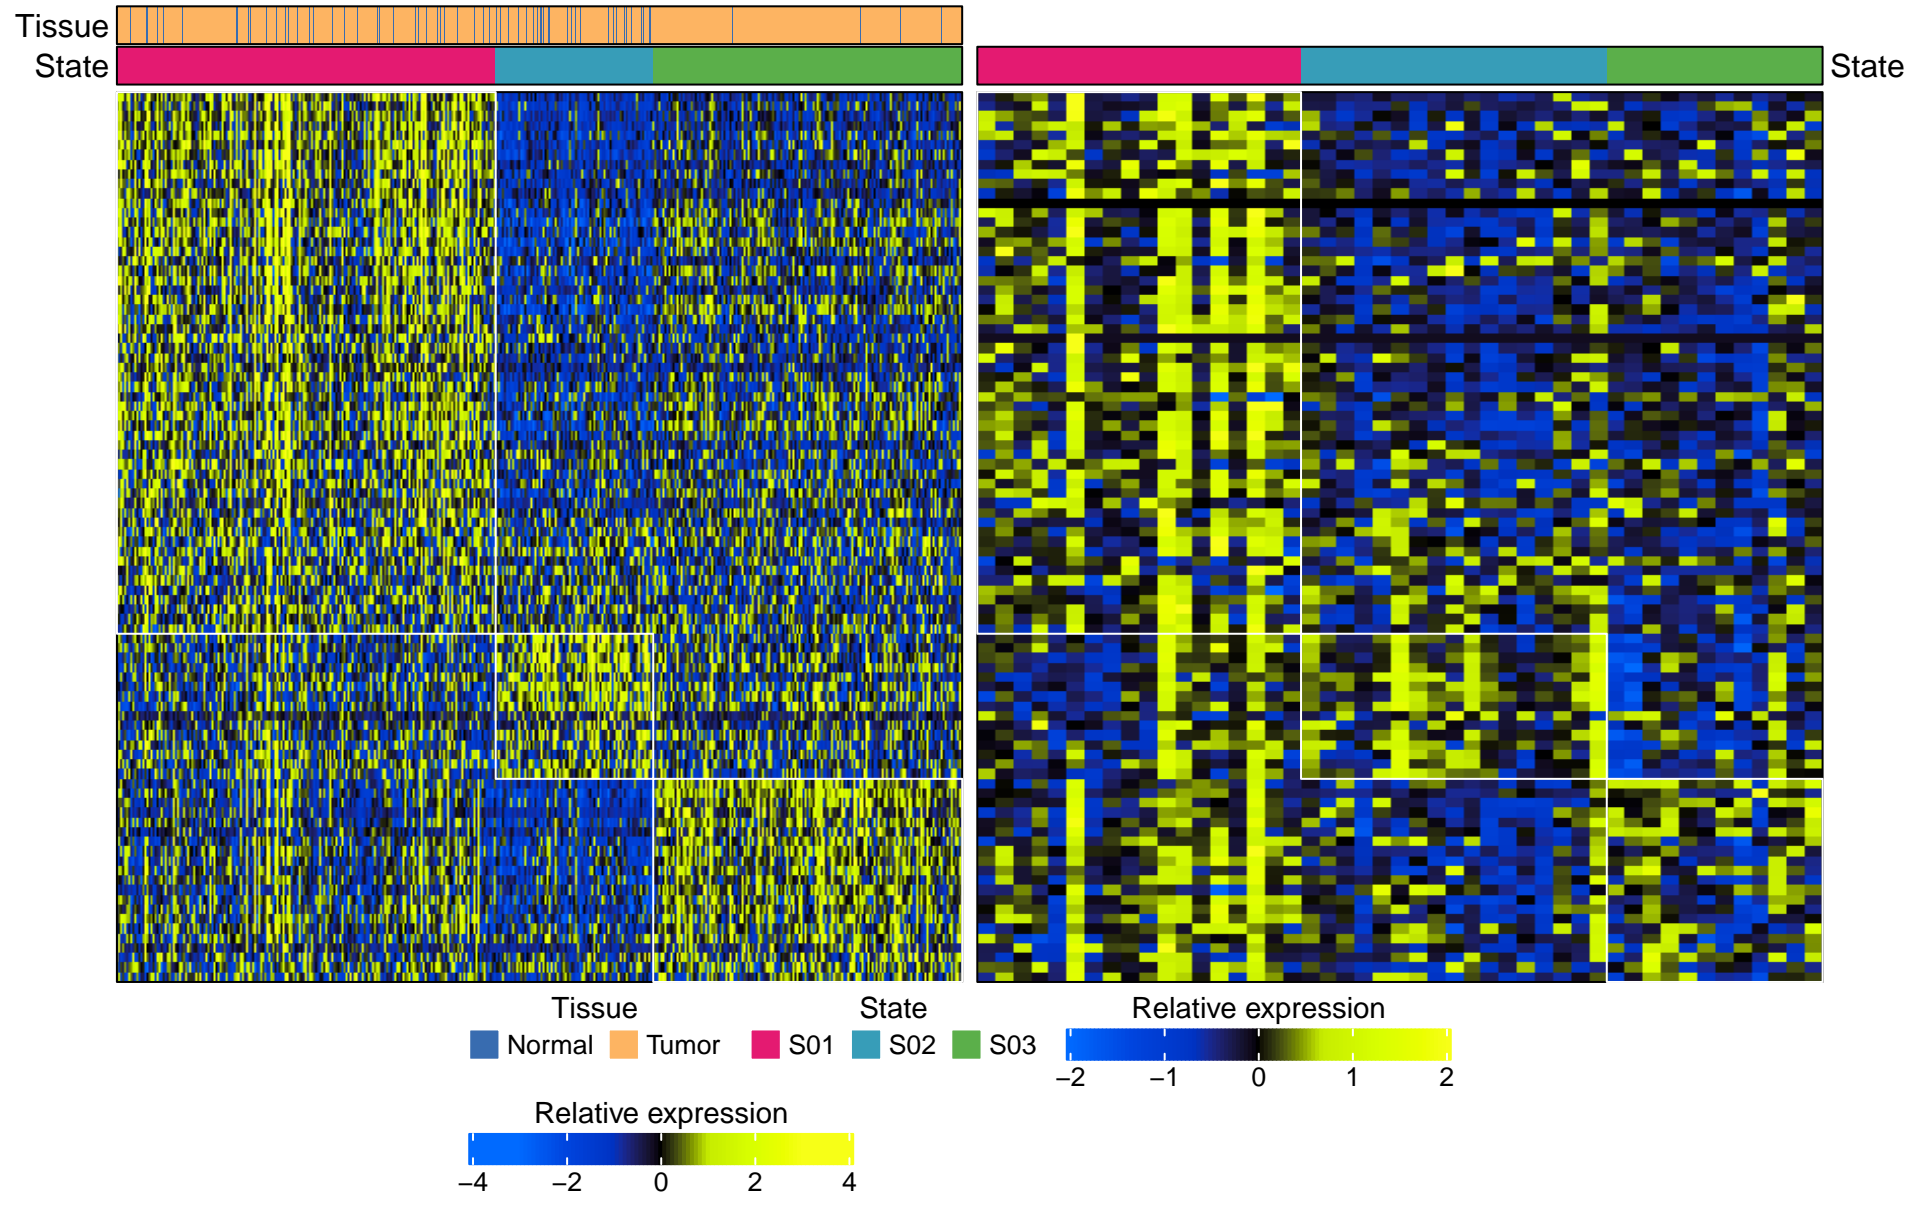 Tissue
State
State
Tissue
State
Relative expression
Normal
Tumor
S01
S02
S03
−2
−1
0
1
2
Relative expression
−4
−2
0
2
4